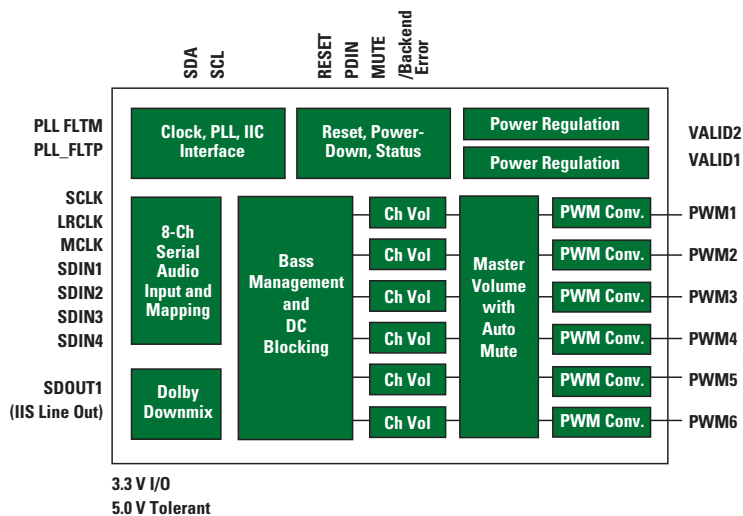 SDA
SCL
RESET
PDIN
MUTE
/Backend
Error
PLL FLTM
PLL_FLTP
Clock, PLL, IIC
Interface
Reset, Power-
Down, Status
Power Regulation
Power Regulation
VALID2
VALID1
SCLK
LRCLK
MCLK
SDIN1
SDIN2
SDIN3
SDIN4
8-Ch
Serial
Audio
Input and
Mapping
Bass
Management
and
DC
Blocking
Ch Vol
Ch Vol
Ch Vol
Ch Vol
Ch Vol
Ch Vol
Master
Volume
with
Auto
Mute
PWM Conv.
PWM Conv.
PWM Conv.
PWM Conv.
PWM Conv.
PWM Conv.
PWM1
PWM2
PWM3
PWM4
PWM5
PWM6
SDOUT1
(IIS Line Out)
Dolby
Downmix
3.3 V I/O
5.0 V Tolerant